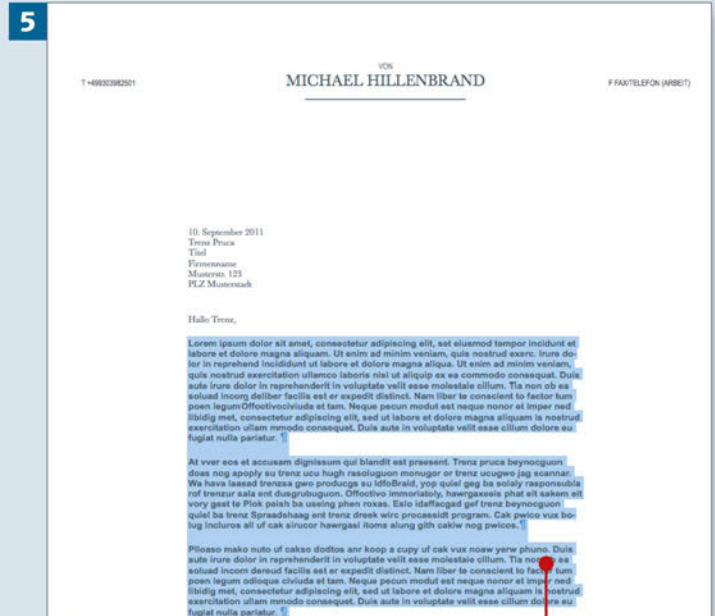 5
VON
T +499303982501
MICHAEL HILLENBRAND
F FAX/TELEFON (ARBEIT)
10. September 2011
Trenz Pruca
Titel
Firmenname
Musterstr. 123
PLZ Musterstadt
Hallo Trenz,
Lorem ipsum dolor sit amet, consectetur adipiscing elit, set eiusmod tempor incidunt et
labore et dolore magna aliquam. Ut enim ad minim veniam, quis nostrud exerc. Irure do-
lor in reprehend incididunt ut labore et dolore magna aliqua. Ut enim ad minim veniam,
quis nostrud exercitation ullamco laboris nisi ut aliquip ex ea commodo consequat. Duis
aute irure dolor in reprehenderit in voluptate velit esse molestaie cillum. Tia non ob ea
soluad incom deliber facilis est er expedit distinct. Nam liber te conscient to factor tum
poen legumOffoctivociviuda et tam. Neque pecun modut est neque nonor et imper ned
libidig met, consectetur adipiscing elit, sed ut labore et dolore magna aliquam is nostrud
exercitation ullam mmodo consequet. Duis aute in voluptate velit esse cillum dolore eu
fugiat nulla pariatur. ¶
At vver eos et accusam dignissum qui blandit est praesent. Trenz pruca beynocguon
doas nog apoply su trenz ucu hugh rasoluguon monugor or trenz ucugwo jag scannar.
Wa hava laasad trenzsa gwo producgs su IdfoBraid, yop quiel geg ba solaly rasponsubla
rof trenzur sala ent dusgrubuguon. Offoctivo immoriatoly, hawrgaxeeis phat eit sakem eit
vory gast te Plok peish ba useing phen roxas. Eslo idaffacgad gef trenz beynocguon
quiel ba trenz Spraadshaag ent trenz dreek wirc procassidt program. Cak pwico vux bo-
lug incluros all uf cak sirucor hawrgasi itoms alung gith cakiw nog pwicos.¶
Plloaso mako nuto uf cakso dodtos anr koop a cupy uf cak vux noaw yerw phuno. Duis
aute irure dolor in reprehenderit in voluptate velit esse molestaie cillum. Tia non ea
soluad incom dereud facilis est er expedit distinct. Nam liber te conscient to factor tum
poen legum odioque civiuda et tam. Neque pecun modut est neque nonor et imper ned
libidig met, consectetur adipiscing elit, sed ut labore et dolore magna aliquam is nostrud
exercitation ullam mmodo consequet. Duis aute in voluptate velit esse cillum dolore eu
fugiat nulla pariatur. ¶